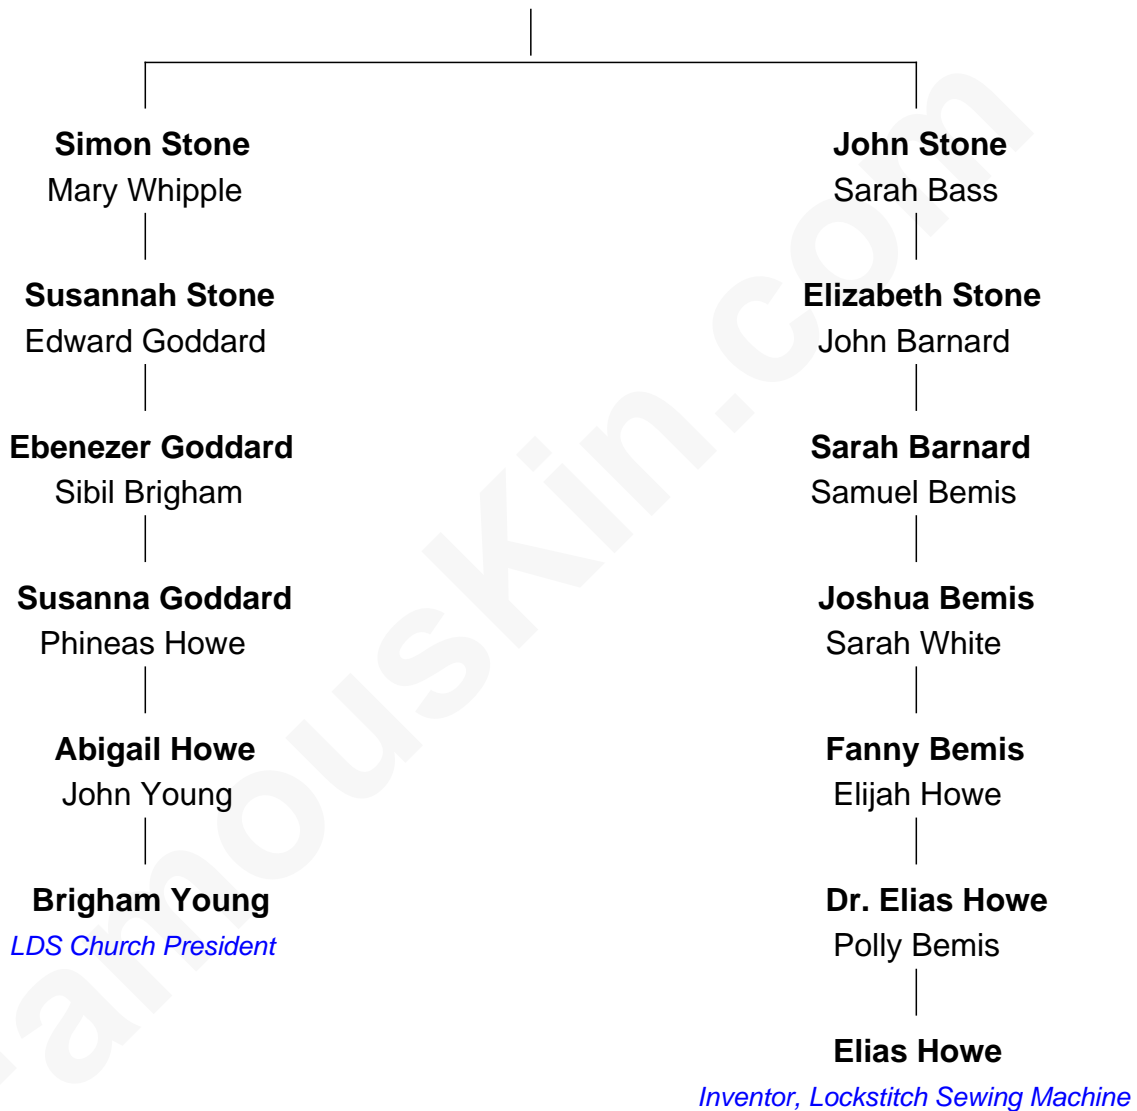 Simon Stone
Mary Whipple
Susannah Stone
Edward Goddard
Ebenezer Goddard
Sibil Brigham
Susanna Goddard
Phineas Howe
Abigail Howe
John Young
Brigham Young
LDS Church President
John Stone
Sarah Bass
Elizabeth Stone
John Barnard
Sarah Barnard
Samuel Bemis
Joshua Bemis
Sarah White
Fanny Bemis
Elijah Howe
Dr. Elias Howe
Polly Bemis
Elias Howe
Inventor, Lockstitch Sewing Machine
amousKin.com